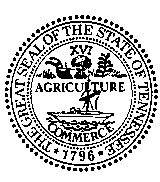 THE GREAT SEAL OF THE STATE OF TENNESSEE
XVI
AGRICULTURE
COMMERCE
1796